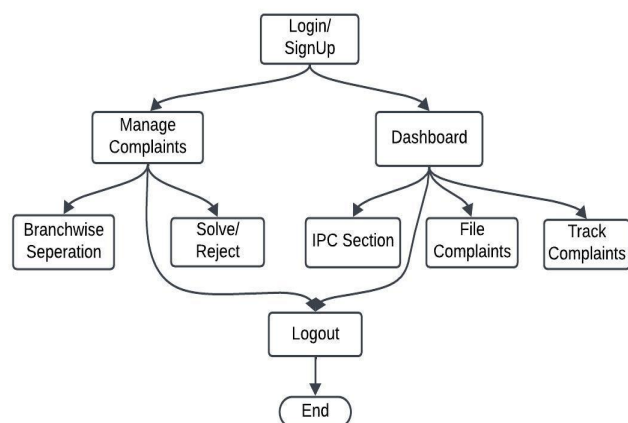 Login/
SignUp
Manage
Complaints
Dashboard
Branchwise
Seperation
Solve/
Reject
IPC Section
File
Complaints
Track
Complaints
Logout
End